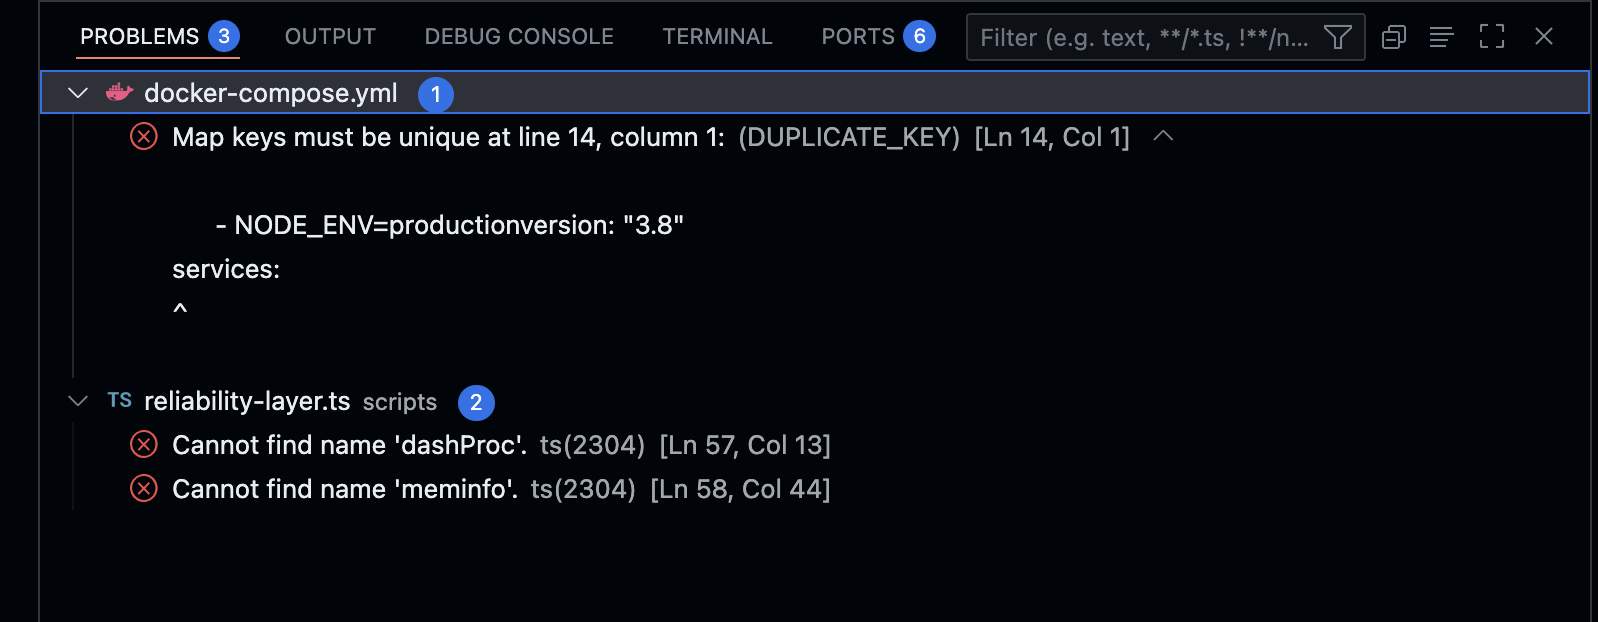 PROBLEMS 3 OUTPUT DEBUG CONSOLE TERMINAL PORTS 6 Filter (e.g. text, **/*.ts, !**/n...
docker-compose.yml 1
Map keys must be unique at line 14, column 1: (DUPLICATE_KEY) [Ln 14, Col 1]
- NODE_ENV=productionversion: "3.8"
services:
^
TS reliability-layer.ts scripts 2
Cannot find name 'dashProc'. ts(2304) [Ln 57, Col 13]
Cannot find name 'meminfo'. ts(2304) [Ln 58, Col 44]